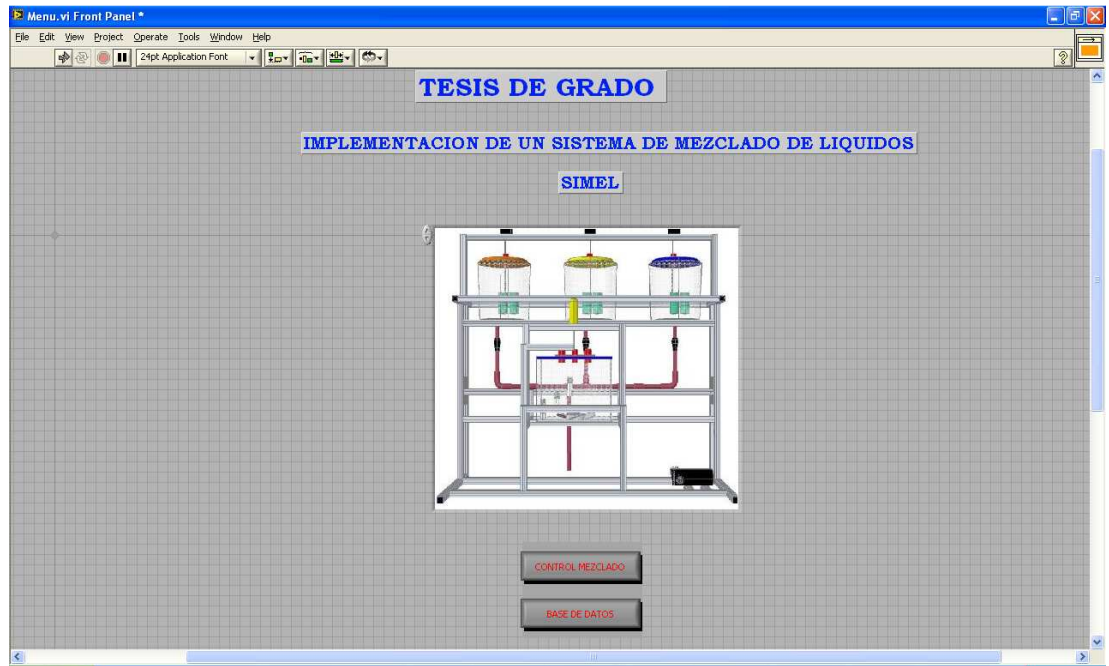 Menu.vi Front Panel *
File Edit View Project Operate Tools Window Help
24pt Application Font
TESIS DE GRADO
IMPLEMENTACION DE UN SISTEMA DE MEZCLADO DE LIQUIDOS
SIMEL
CONTROL MEZCLADO
BASE DE DATOS